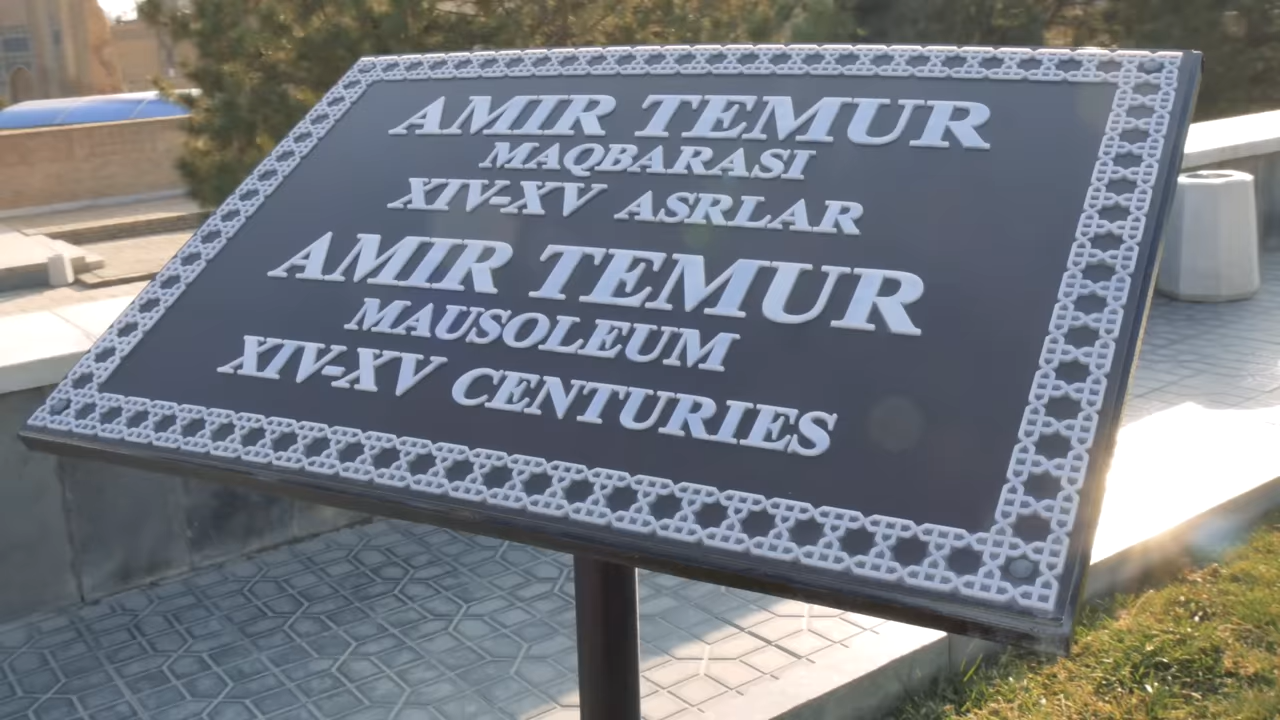 AMIR TEMUR
MAQBARASI
XIV-XV ASRLAR
AMIR TEMUR
MAUSOLEUM
XIV-XV CENTURIES